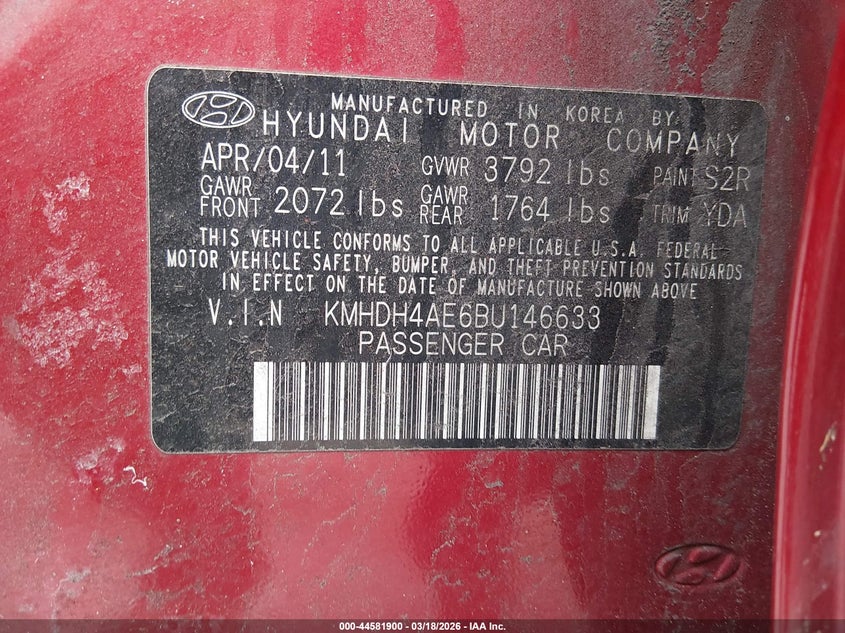 MANUFACTURED IN KOREA BY:
HYUNDAI MOTOR COMPANY
APR/04/11 GVWR 3792 lbs PAINT S2R
GAWR FRONT 2072 lbs GAWR REAR 1764 lbs TRIM YDA
THIS VEHICLE CONFORMS TO ALL APPLICABLE U.S.A. FEDERAL
MOTOR VEHICLE SAFETY, BUMPER, AND THEFT PREVENTION STANDARDS
IN EFFECT ON THE DATE OF MANUFACTURE SHOWN ABOVE
V.I.N KMHDH4AE6BU146633
PASSENGER CAR
000-44581900 — 03/18/2026 — IAA Inc.